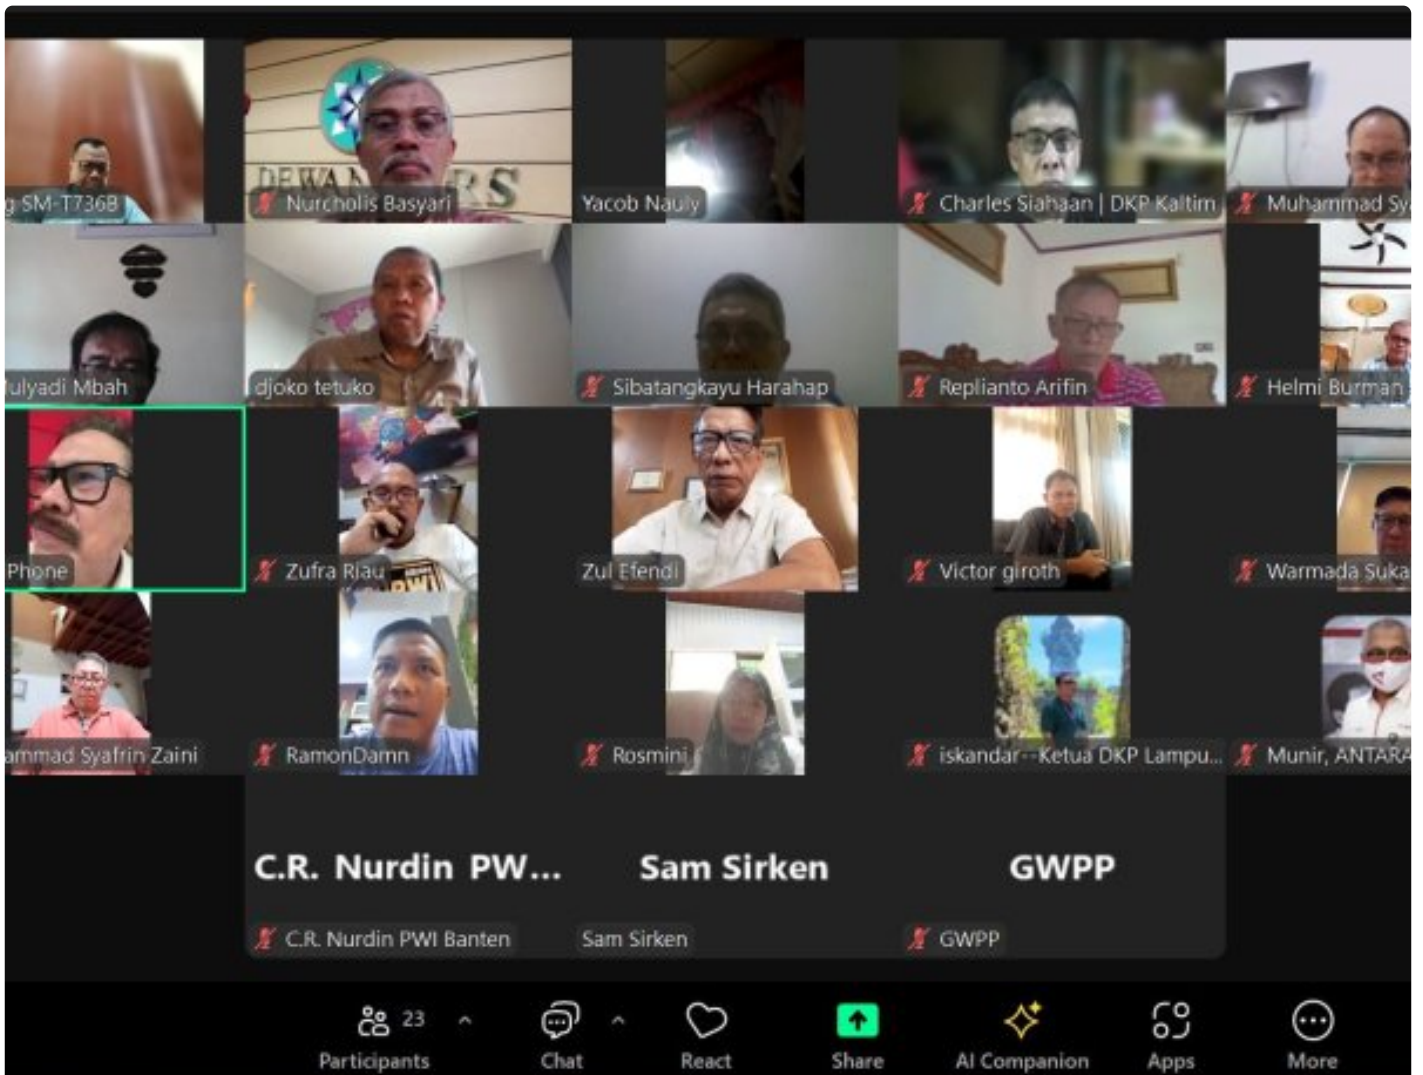 g SM-T736B
DEWAN PERS
Nurcholis Basyari
Yacob Nauly
Charles Siahaan | DKP Kaltim
Muhammad Sy
ulyadi Mbah
djoko tetuko
Sibatangkayu Harahap
Replianto Arifin
Helmi Burman
Phone
Zufra Riau
PWI
Zul Efendi
Victor giroth
Warmada Suka
ammad Syafrin Zaini
RamonDamn
Rosmini
iskandar--Ketua DKP Lampu...
Munir, ANTARA
C.R. Nurdin PW...
Sam Sirken
GWPP
C.R. Nurdin PWI Banten
Sam Sirken
GWPP
23
Participants
Chat
React
Share
AI Companion
Apps
More